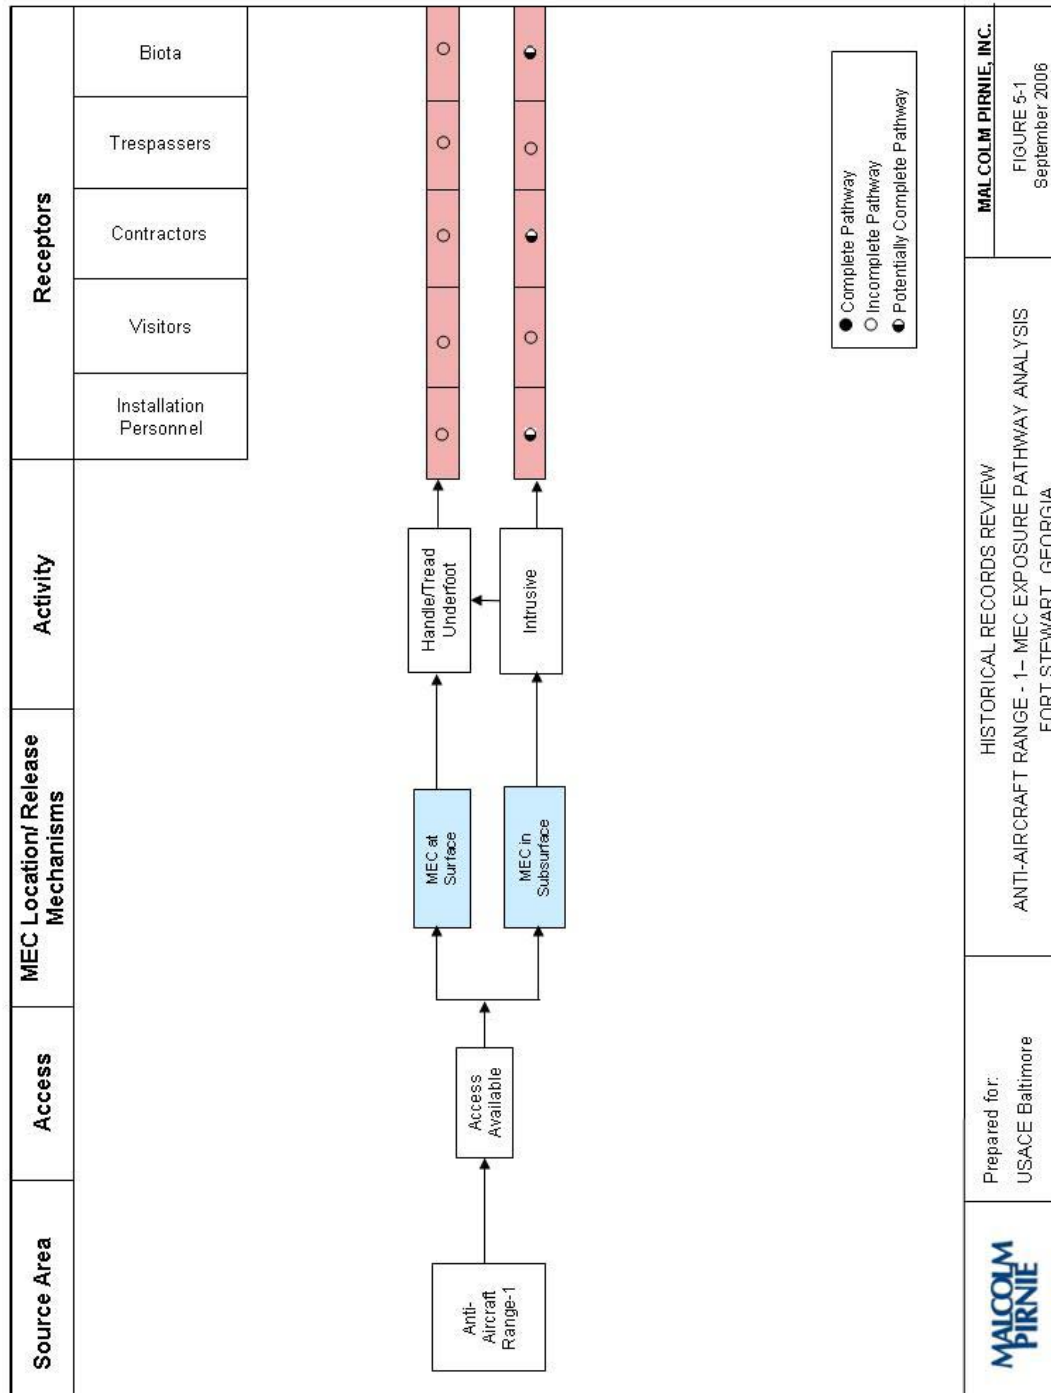 Source Area
Access
MEC Location/ Release
Mechanisms
Activity
Receptors
Installation
Personnel
Visitors
Contractors
Trespassers
Biota
Anti-
Aircraft
Range-1
Access
Available
MEC at
Surface
MEC in
Subsurface
Handle/Tread
Underfoot
Intrusive
Complete Pathway
Incomplete Pathway
Potentially Complete Pathway
MALCOLM
PIRNIE
Prepared for:
USACE Baltimore
HISTORICAL RECORDS REVIEW
ANTI-AIRCRAFT RANGE - 1– MEC EXPOSURE PATHWAY ANALYSIS
FORT STEWART, GEORGIA
MALCOLM PIRNIE, INC.
FIGURE 5-1
September 2006